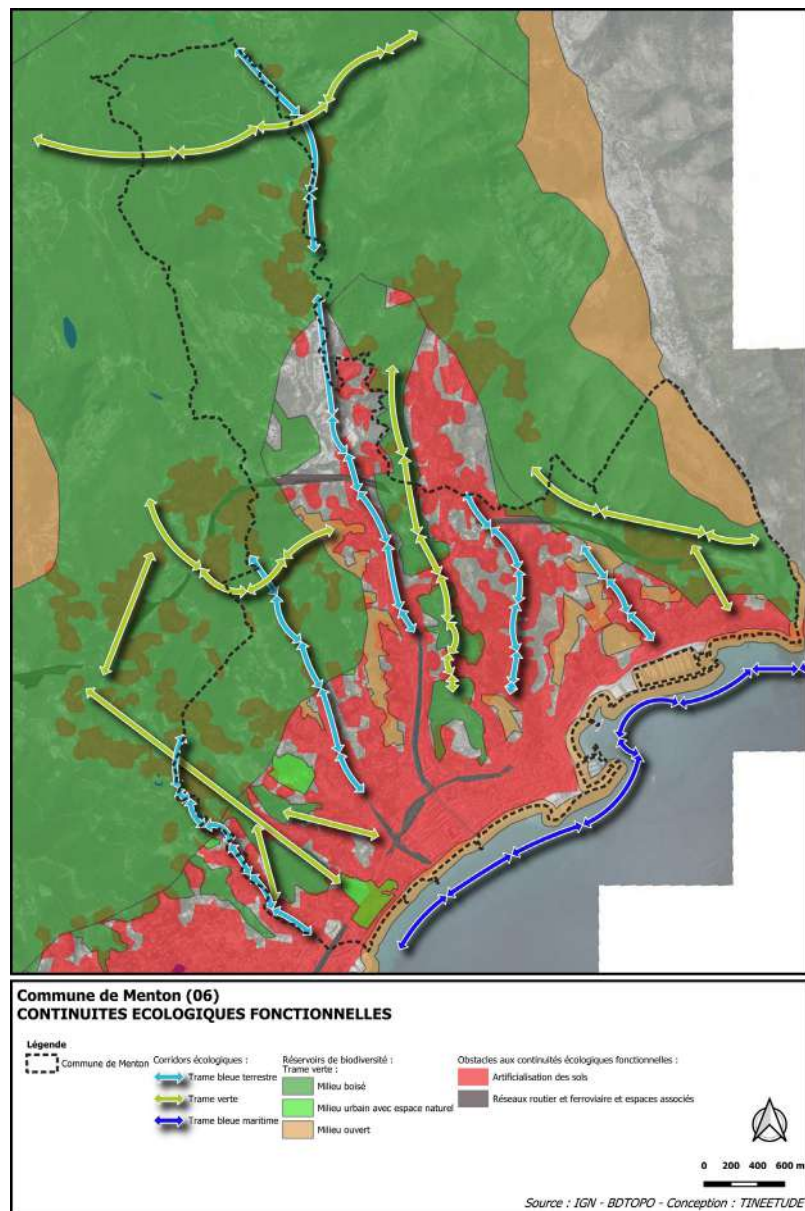 Commune de Menton (06)
CONTINUITES ECOLOGIQUES FONCTIONNELLES
Légende
Commune de Menton
Corridors écologiques :
Trame bleue terrestre
Trame verte
Trame bleue maritime
Réservoirs de biodiversité :
Trame verte :
Milieu boisé
Milieu urbain avec espace naturel
Milieu ouvert
Obstacles aux continuités écologiques fonctionnelles :
Artificialisation des sols
Réseaux routier et ferroviaire et espaces associés
0 200 400 600 m
Source : IGN - BDTOPO - Conception : TINEETUDE